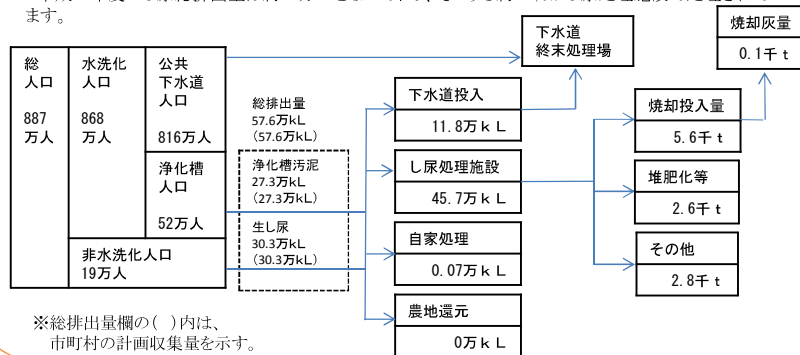 ます。
総
人口
887
万人
水洗化
人口
868
万人
公共
下水道
人口
816万人
浄化槽
人口
52万人
非水洗化人口
19万人
総排出量
57.6万kL
(57.6万kL)
浄化槽汚泥
27.3万kL
(27.3万kL)
生し尿
30.3万kL
(30.3万kL)
下水道
終末処理場
下水道投入
11.8万ｋＬ
し尿処理施設
45.7万ｋＬ
自家処理
0.07万ｋＬ
農地還元
0万ｋＬ
焼却灰量
0.1千ｔ
焼却投入量
5.6千ｔ
堆肥化等
2.6千ｔ
その他
2.8千ｔ
※総排出量欄の( )内は、
市町村の計画収集量を示す。